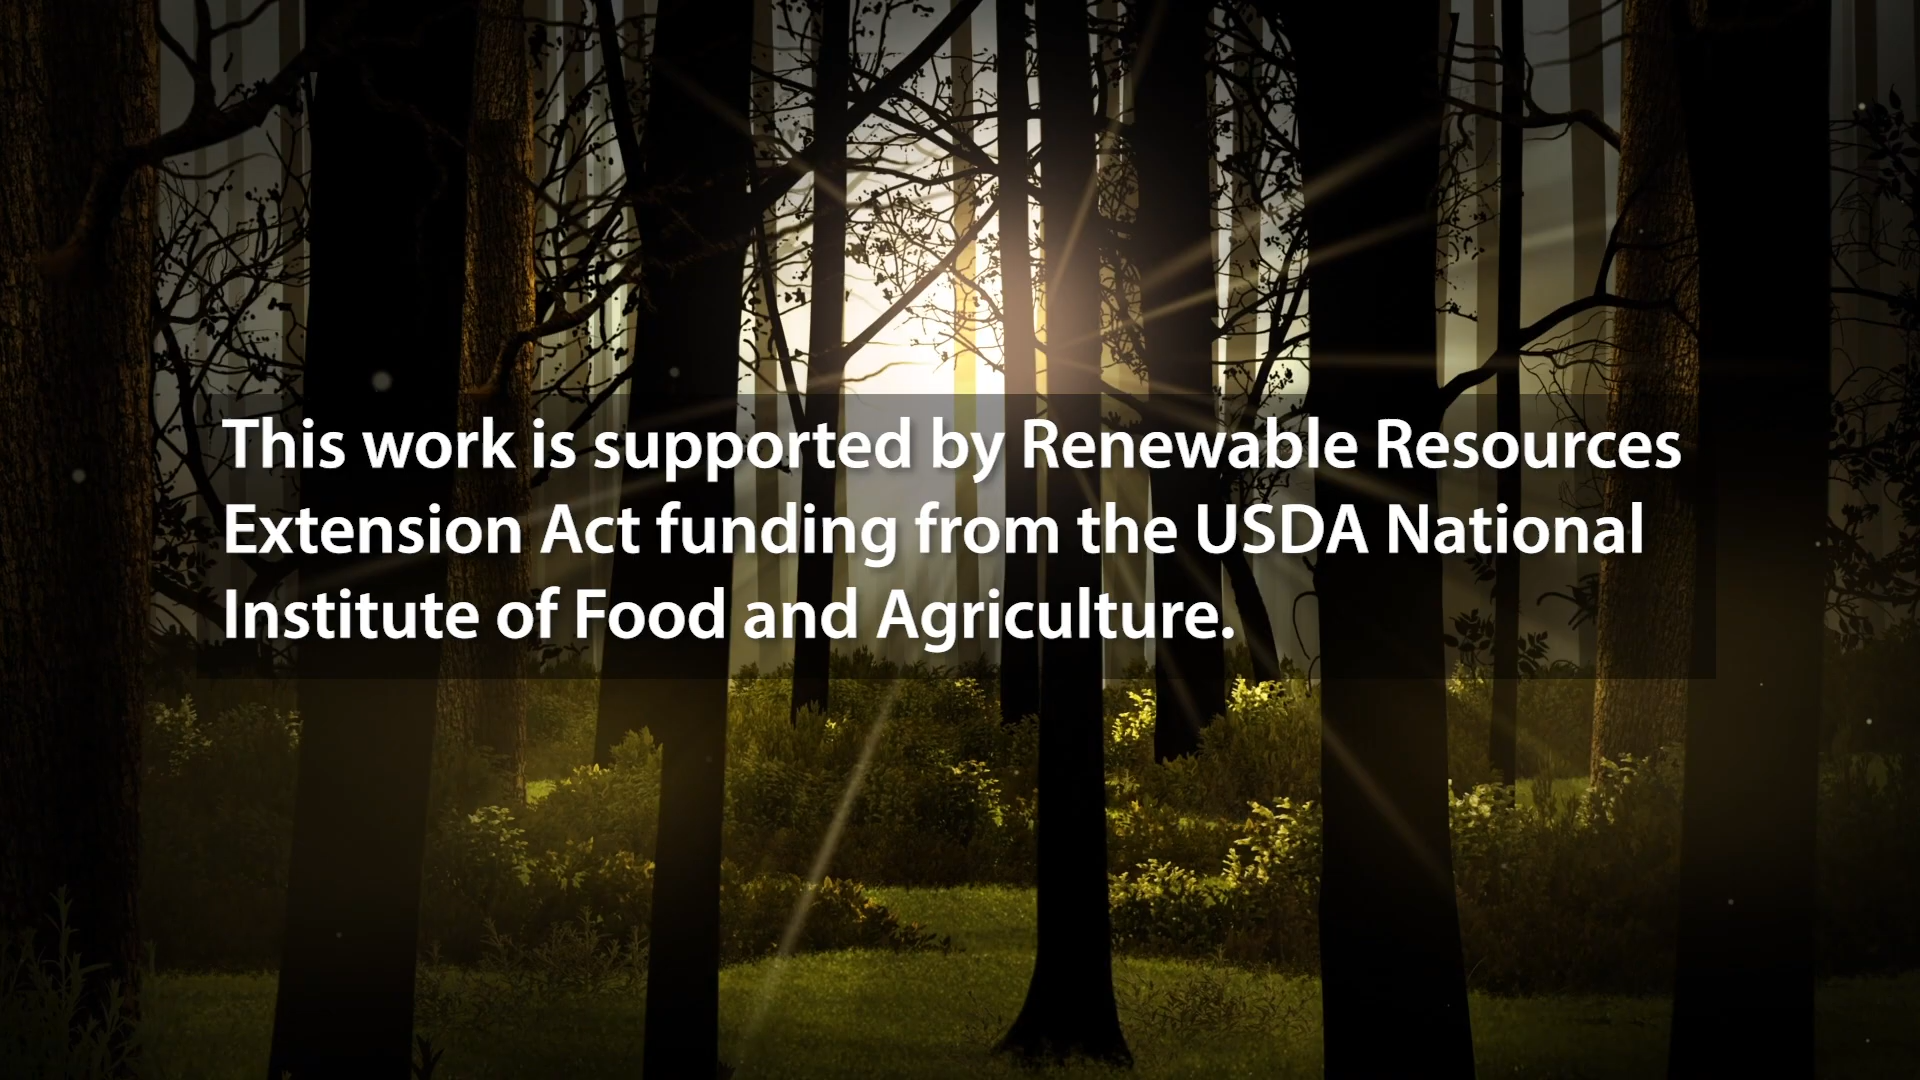 This work is supported by Renewable Resources
Extension Act funding from the USDA National
Institute of Food and Agriculture.